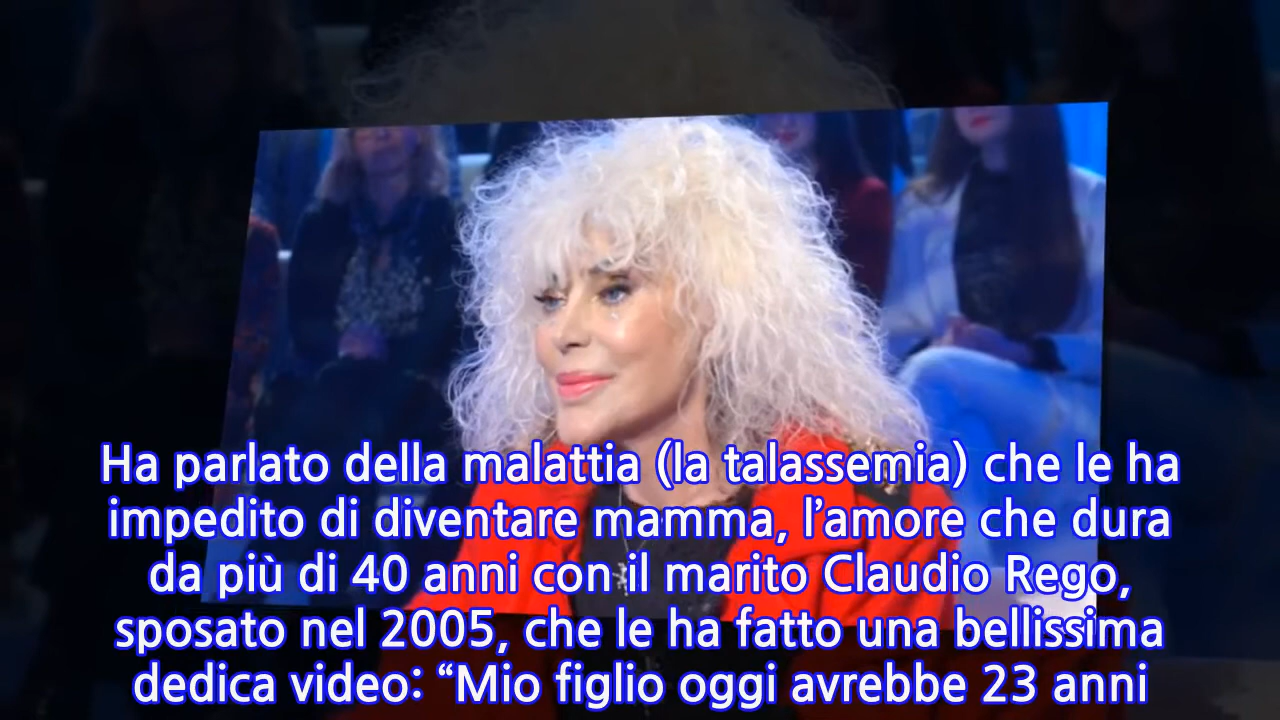 Ha parlato della malattia (la talassemia) che le ha
impedito di diventare mamma, l’amore che dura
da più di 40 anni con il marito Claudio Rego,
sposato nel 2005, che le ha fatto una bellissima
dedica video: “Mio figlio oggi avrebbe 23 anni